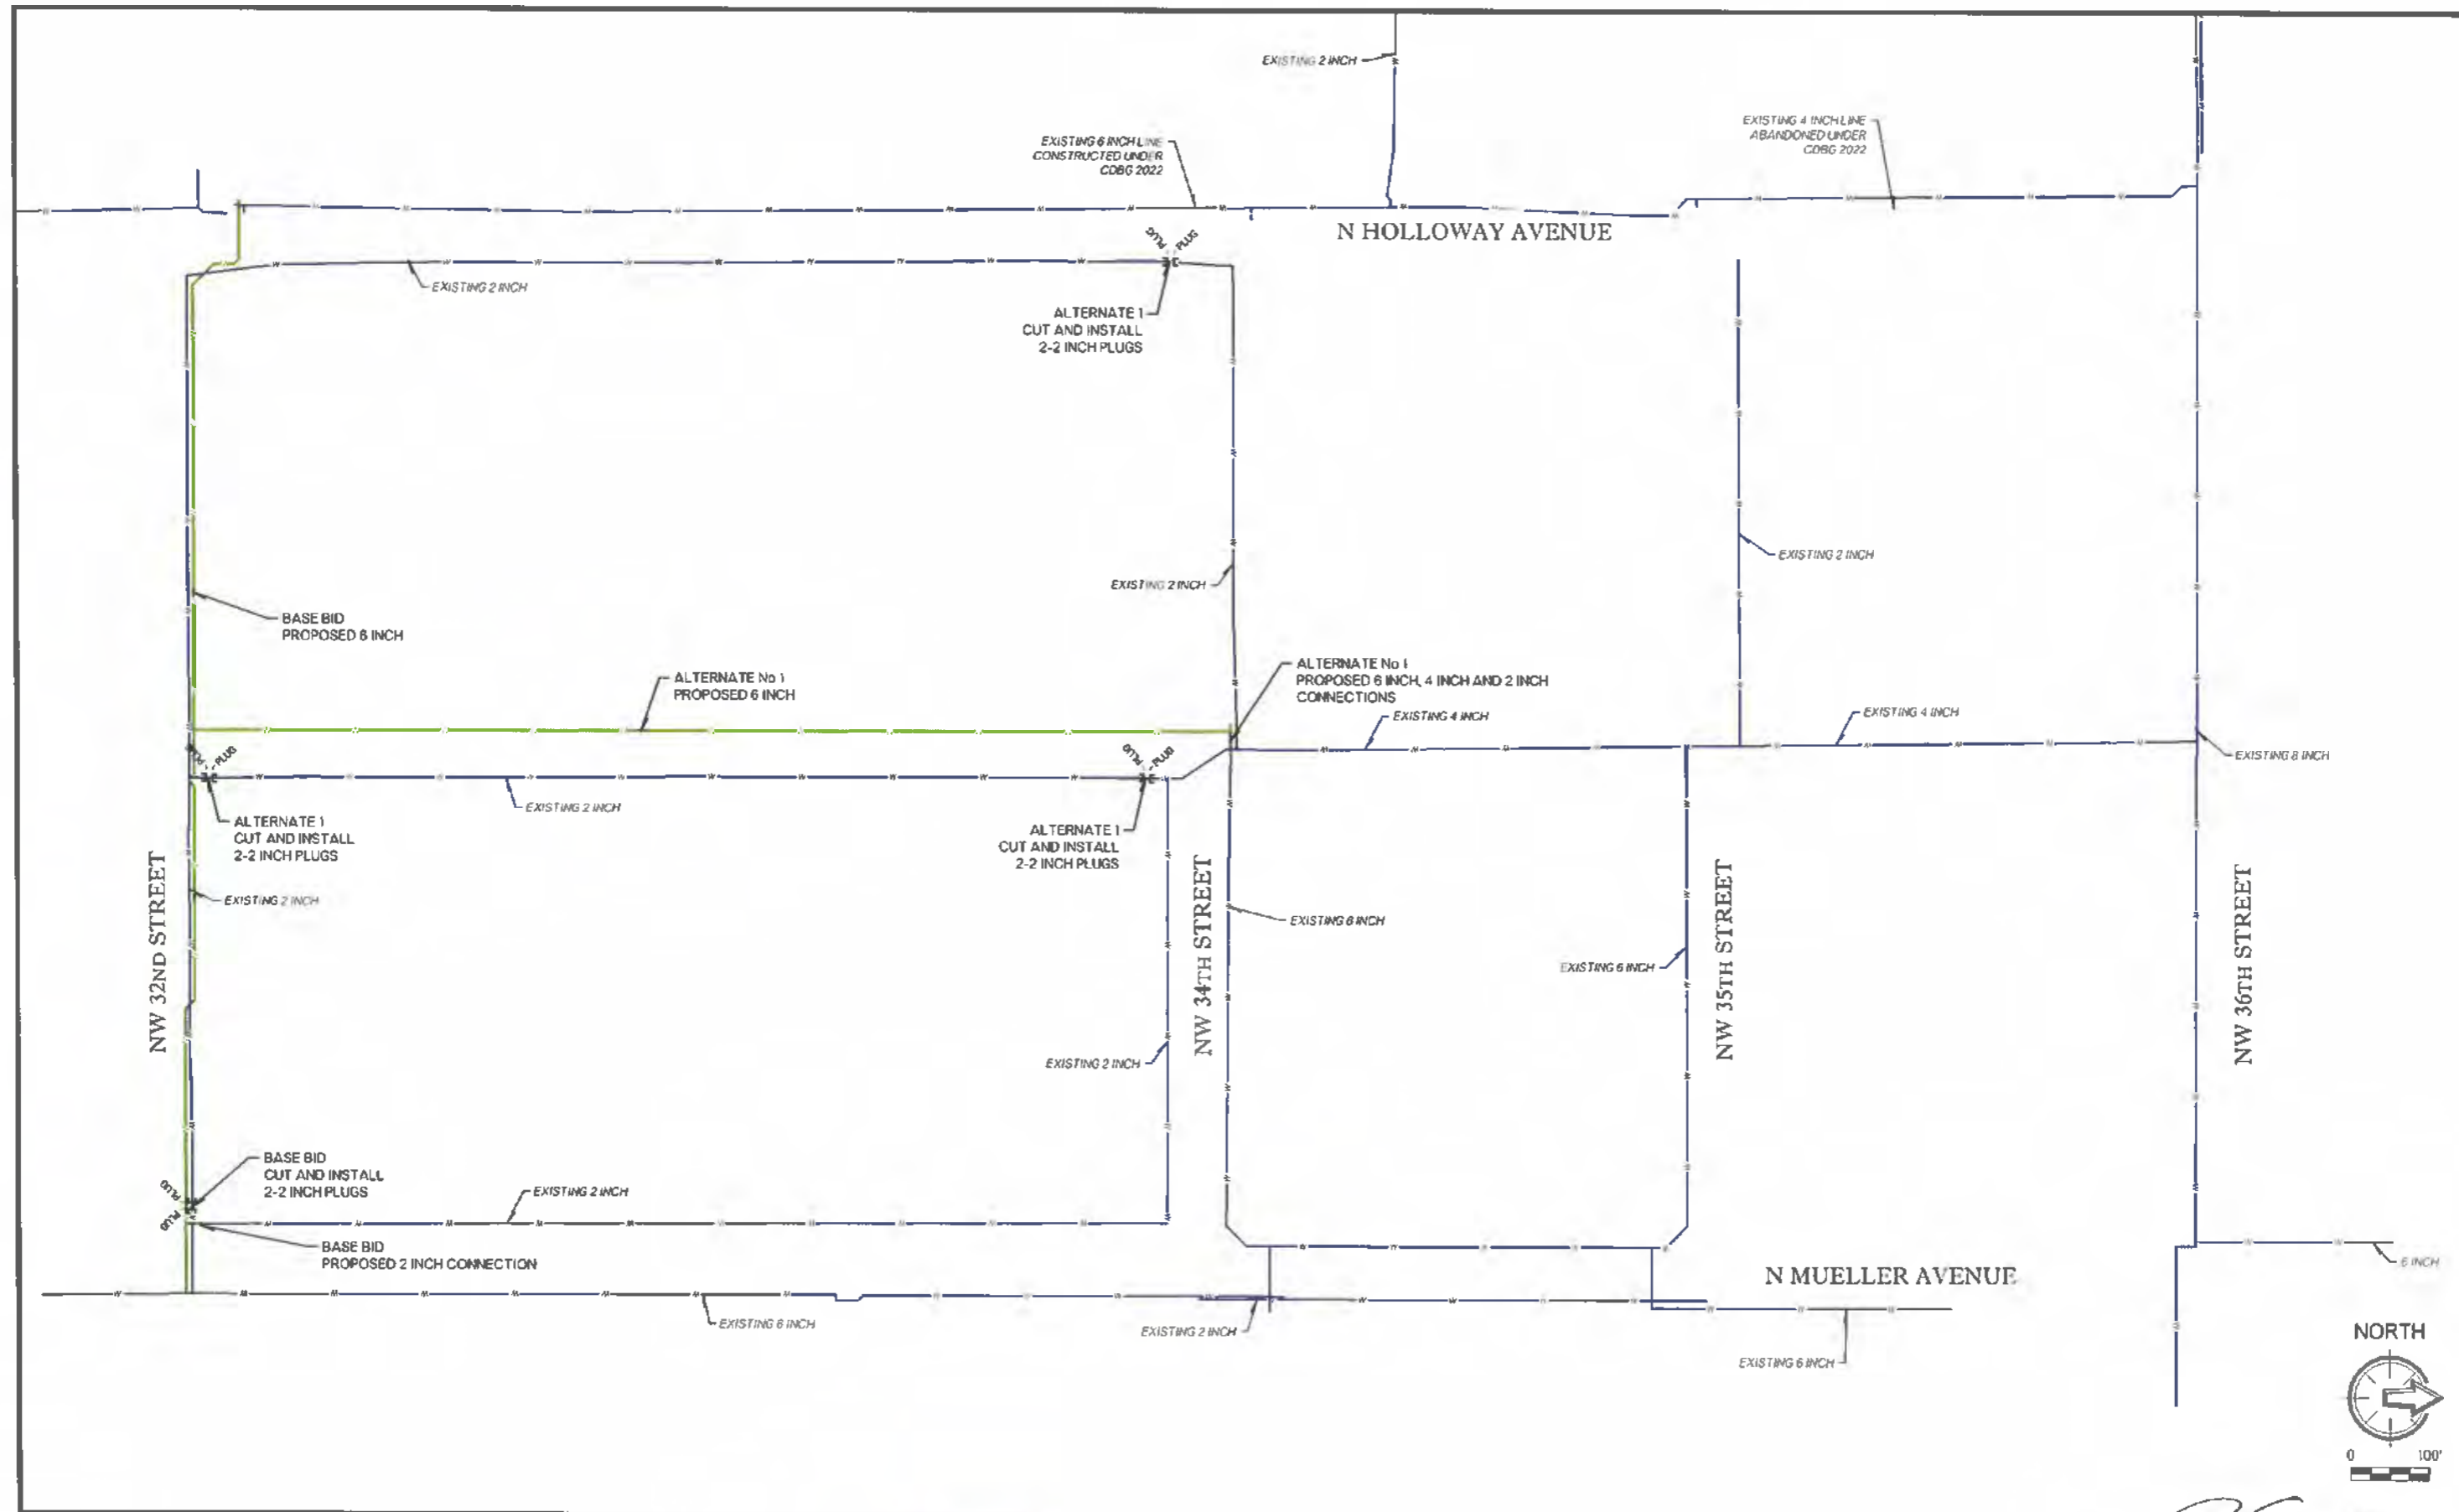 EXISTING 2 INCH
EXISTING 6 INCH LINE
CONSTRUCTED UNDER
CDBG 2022
EXISTING 4 INCH LINE
ABANDONED UNDER
CDBG 2022
N HOLLOWAY AVENUE
PLUG
PLUG
EXISTING 2 INCH
ALTERNATE 1
CUT AND INSTALL
2-2 INCH PLUGS
EXISTING 2 INCH
EXISTING 2 INCH
BASE BID
PROPOSED 6 INCH
ALTERNATE No 1
PROPOSED 6 INCH
ALTERNATE No 1
PROPOSED 6 INCH, 4 INCH AND 2 INCH
CONNECTIONS
EXISTING 4 INCH
EXISTING 4 INCH
EXISTING 8 INCH
PLUG
PLUG
PLUG
PLUG
EXISTING 2 INCH
ALTERNATE 1
CUT AND INSTALL
2-2 INCH PLUGS
ALTERNATE 1
CUT AND INSTALL
2-2 INCH PLUGS
NW 32ND STREET
EXISTING 2 INCH
NW 34TH STREET
EXISTING 6 INCH
EXISTING 6 INCH
NW 35TH STREET
NW 36TH STREET
EXISTING 2 INCH
BASE BID
CUT AND INSTALL
2-2 INCH PLUGS
PLUG
PLUG
EXISTING 2 INCH
BASE BID
PROPOSED 2 INCH CONNECTION
N MUELLER AVENUE
6 INCH
EXISTING 6 INCH
EXISTING 2 INCH
EXISTING 6 INCH
NORTH
0 100'